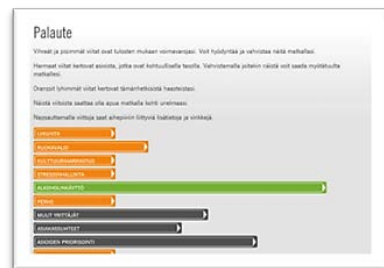 Palaute
Vihreät ja pisimmät viitat ovat tulosten mukaan voimavarojasi. Voit hyödyntää ja vahvistaa näitä matkallasi.
Harmaat viitat kertovat asioista, jotka ovat kohtuullisella tasolla. Vahvistamalla joitakin näistä voit saada myötätuulta
matkallesi.
Oranssit lyhimmät viitat kertovat tämänhetkisistä haasteistasi.
Näistä viitoista saattaa olla apua matkalla kohti unelmaasi.
Napsauttamalla viittoja saat aihepiiriin liittyviä lisätietoja ja vinkkejä.
LIIKUNTA
RUOKAVALIO
KULTTUURIHARRASTUS
STRESSINHALLINTA
ALKOHOLINKÄYTTÖ
PERHE
MUUT YRITTÄJÄT
ASIAKASSUHTEET
ASIOIDEN PRIORISOINTI